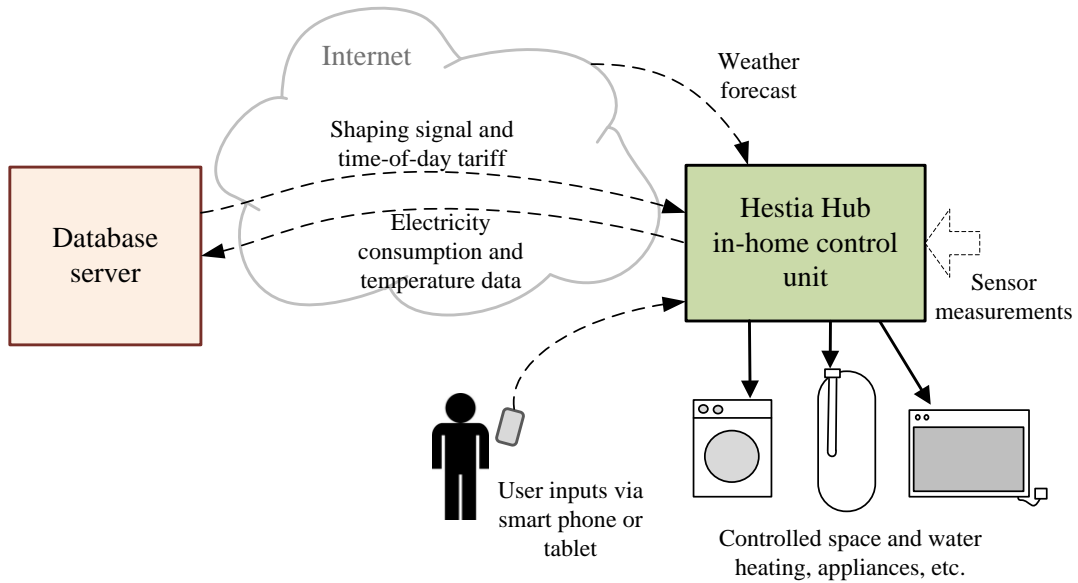 Internet
Weather
forecast
Shaping signal and
time-of-day tariff
Database
server
Electricity
consumption and
temperature data
Hestia Hub
in-home control
unit
Sensor
measurements
User inputs via
smart phone or
tablet
Controlled space and water
heating, appliances, etc.